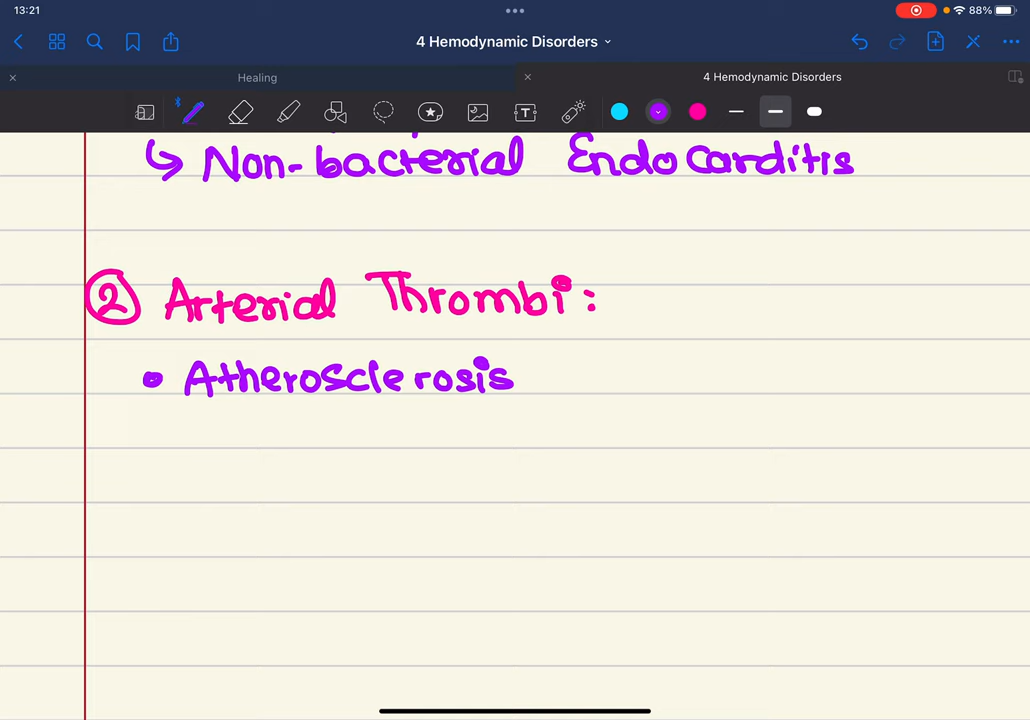 13:21
88%
4 Hemodynamic Disorders
Healing
4 Hemodynamic Disorders
↳ Non-bacterial Endocarditis
② Arterial Thrombi:
• Atherosclerosis